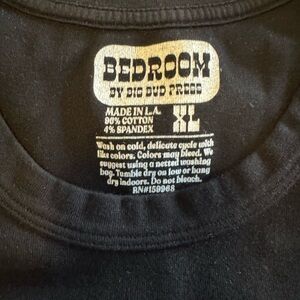 BEDROOM
BY BIG BUD PRESS
MADE IN L.A.
96% COTTON
4% SPANDEX
XL
Wash on cold, delicate cycle with
like colors. Colors may bleed. We
suggest using a netted washing
bag. Tumble dry on low or hang
dry indoors. Do not bleach.
RN#159968